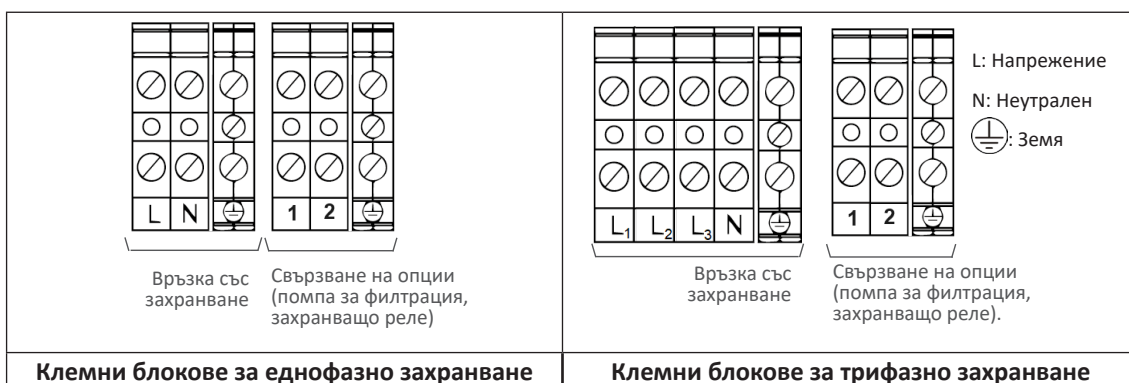 L N
1 2
Връзка със
захранване
Свързване на опции
(помпа за филтрация,
захранващо реле)
Клемни блокове за еднофазно захранване
L1 L2 L3 N
1 2
L: Напрежение
N: Неутрален
: Земя
Връзка със
захранване
Свързване на опции
(помпа за филтрация,
захранващо реле).
Клемни блокове за трифазно захранване